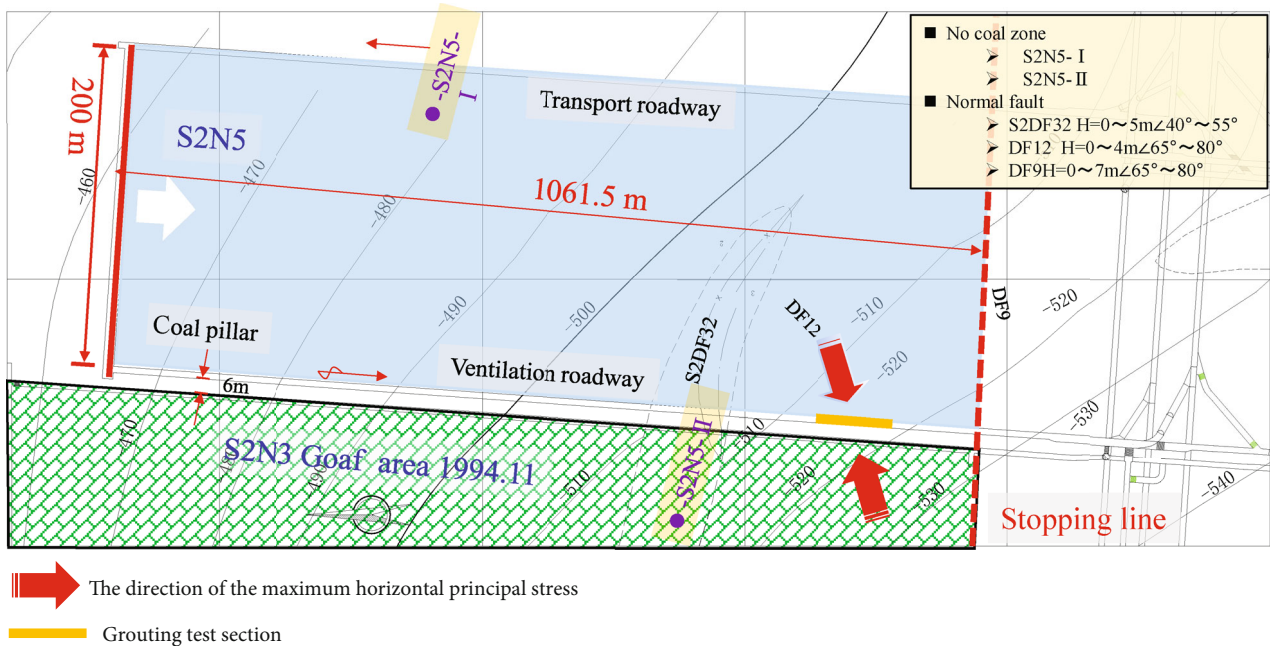 ■ No coal zone
➢ S2N5-Ⅰ
➢ S2N5-Ⅱ
■ Normal fault
➢ S2DF32 H=0~5m∠40°~55°
➢ DF12 H=0~4m∠65°~80°
➢ DF9H=0~7m∠65°~80°
-S2N5-Ⅰ
Transport roadway
200 m
S2N5
-460
-470
-480
1061.5 m
-490
-500
S2DF32
DF12
-510
-520
DF9
-520
Coal pillar
Ventilation roadway
6m
-530
-540
-470
-480
-490
S2N3 Goaf area 1994.11
-510
-S2N5-Ⅱ
-510
-520
-530
Stopping line
The direction of the maximum horizontal principal stress
Grouting test section